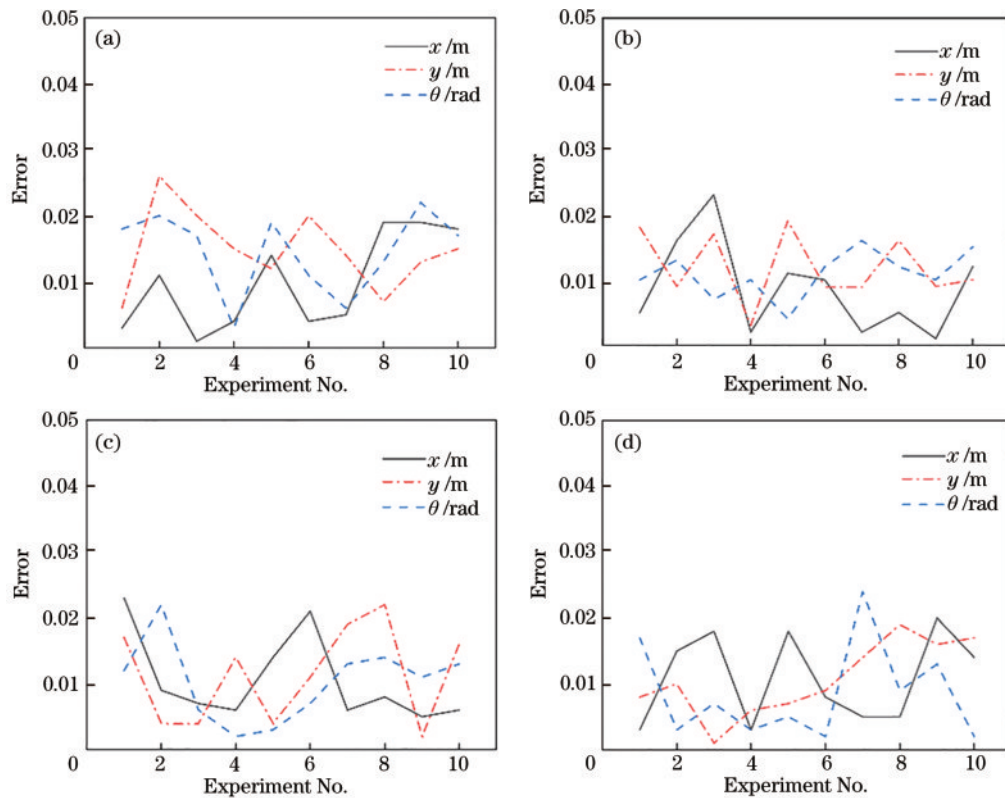 (a)
x/m
y/m
θ/rad
0.05
0.04
0.03
0.02
0.01
0
Error
2 4 6 8 10
Experiment No.
(b)
x/m
y/m
θ/rad
0.05
0.04
0.03
0.02
0.01
0
Error
2 4 6 8 10
Experiment No.
(c)
x/m
y/m
θ/rad
0.05
0.04
0.03
0.02
0.01
0
Error
2 4 6 8 10
Experiment No.
(d)
x/m
y/m
θ/rad
0.05
0.04
0.03
0.02
0.01
0
Error
2 4 6 8 10
Experiment No.